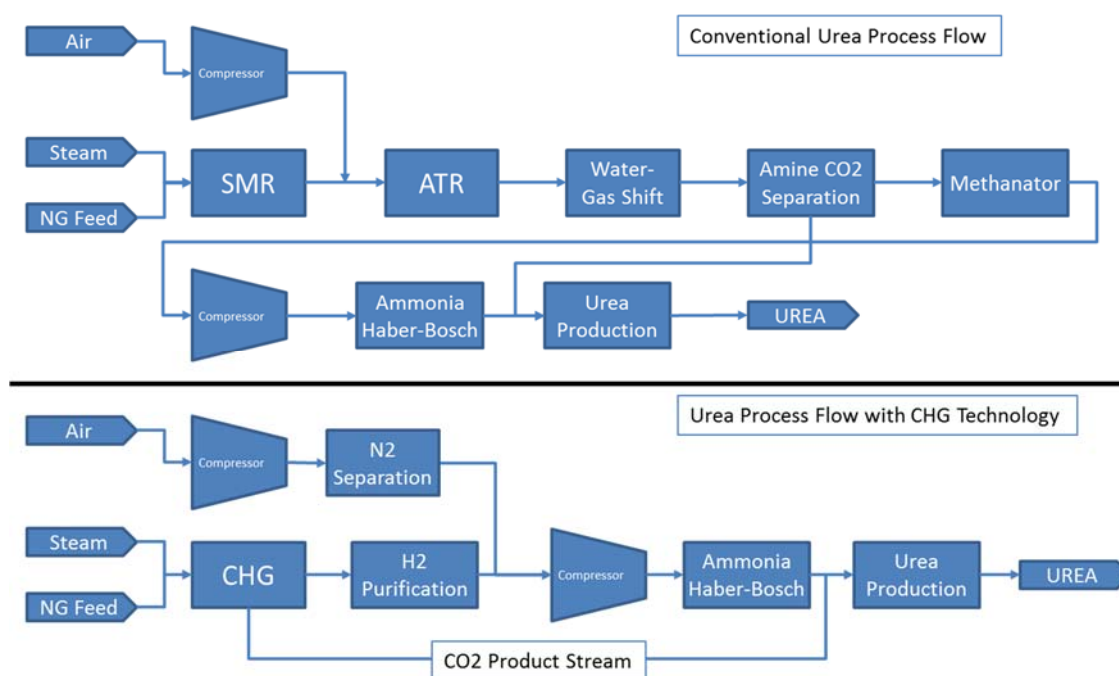 Conventional Urea Process Flow
Air
Compressor
Steam
NG Feed
SMR
ATR
Water-
Gas Shift
Amine CO2
Separation
Methanator
Compressor
Ammonia
Haber-Bosch
Urea
Production
UREA
Urea Process Flow with CHG Technology
Air
Compressor
N2
Separation
Steam
NG Feed
CHG
H2
Purification
Compressor
Ammonia
Haber-Bosch
Urea
Production
UREA
CO2 Product Stream